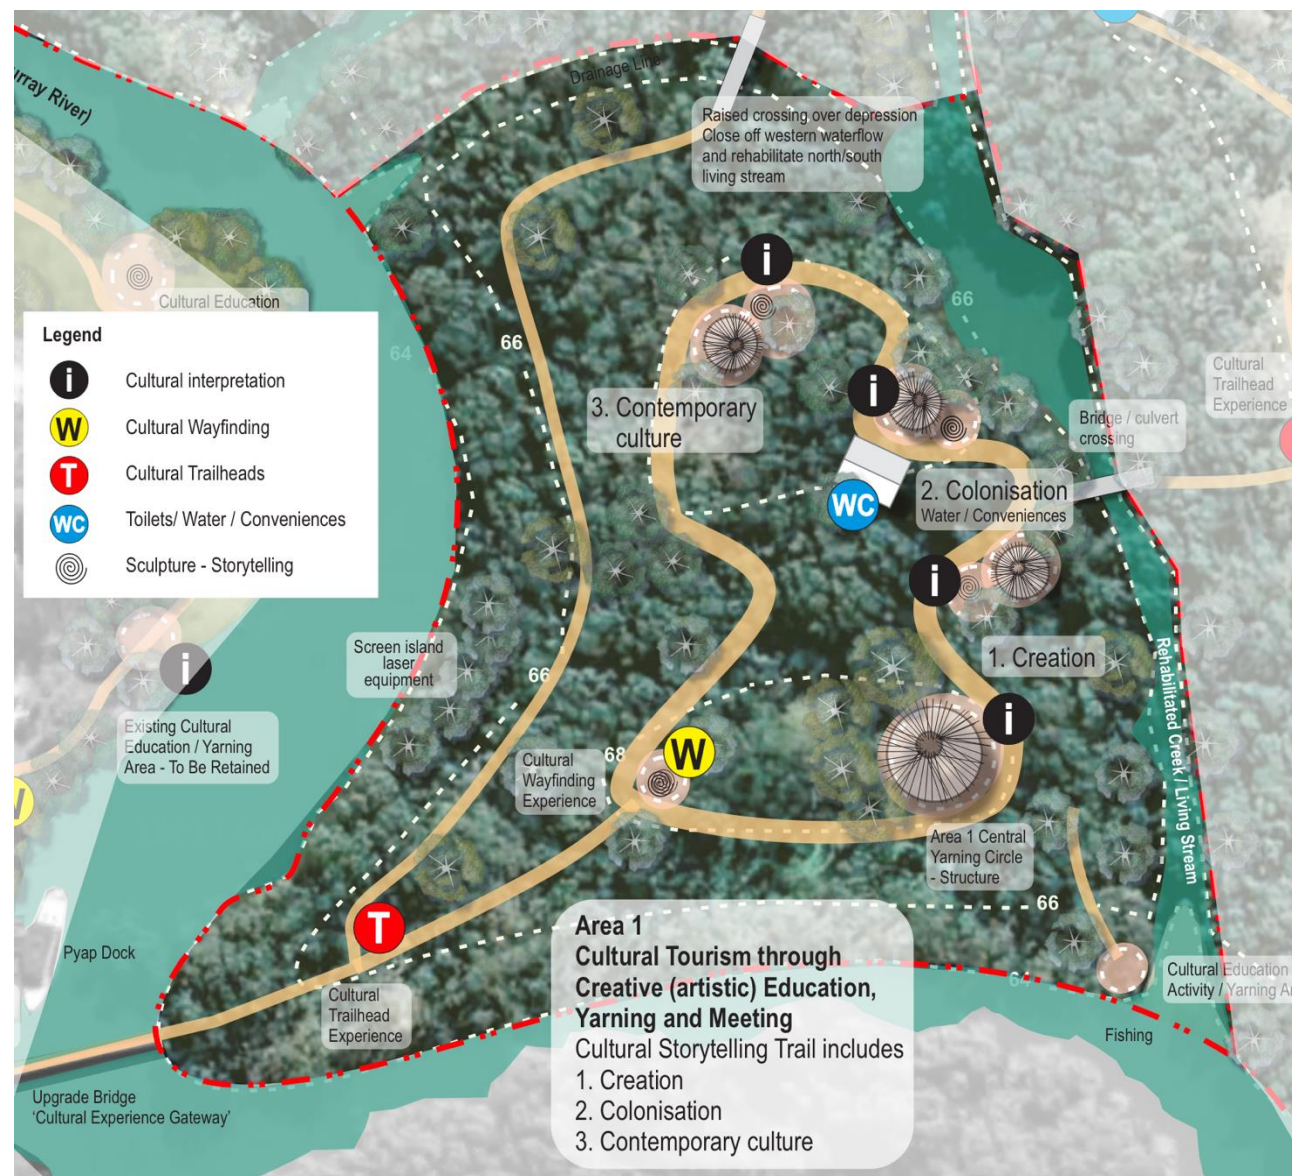 urray River)
Drainage Line
Raised crossing over depression
Close off western waterflow
and rehabilitate north/south
living stream
Cultural Education
Legend
i
Cultural interpretation
W
Cultural Wayfinding
T
Cultural Trailheads
WC
Toilets/ Water / Conveniences
Sculpture - Storytelling
64
66
i
66
3. Contemporary
culture
i
Cultural
Trailhead
Experience
Bridge / culvert
crossing
WC
2. Colonisation
Water / Conveniences
i
1. Creation
Screen island
laser
equipment
66
i
Existing Cultural
Education / Yarning
Area - To Be Retained
W
i
Rehabilitated Creek / Living Stream
Cultural
Wayfinding
Experience
68
W
Area 1 Central
Yarning Circle
- Structure
66
T
Pyap Dock
Cultural
Trailhead
Experience
Area 1
Cultural Tourism through
Creative (artistic) Education,
Yarning and Meeting
Cultural Storytelling Trail includes
1. Creation
2. Colonisation
3. Contemporary culture
64
Cultural Education
Activity / Yarning Ar
Fishing
Upgrade Bridge
‘Cultural Experience Gateway’